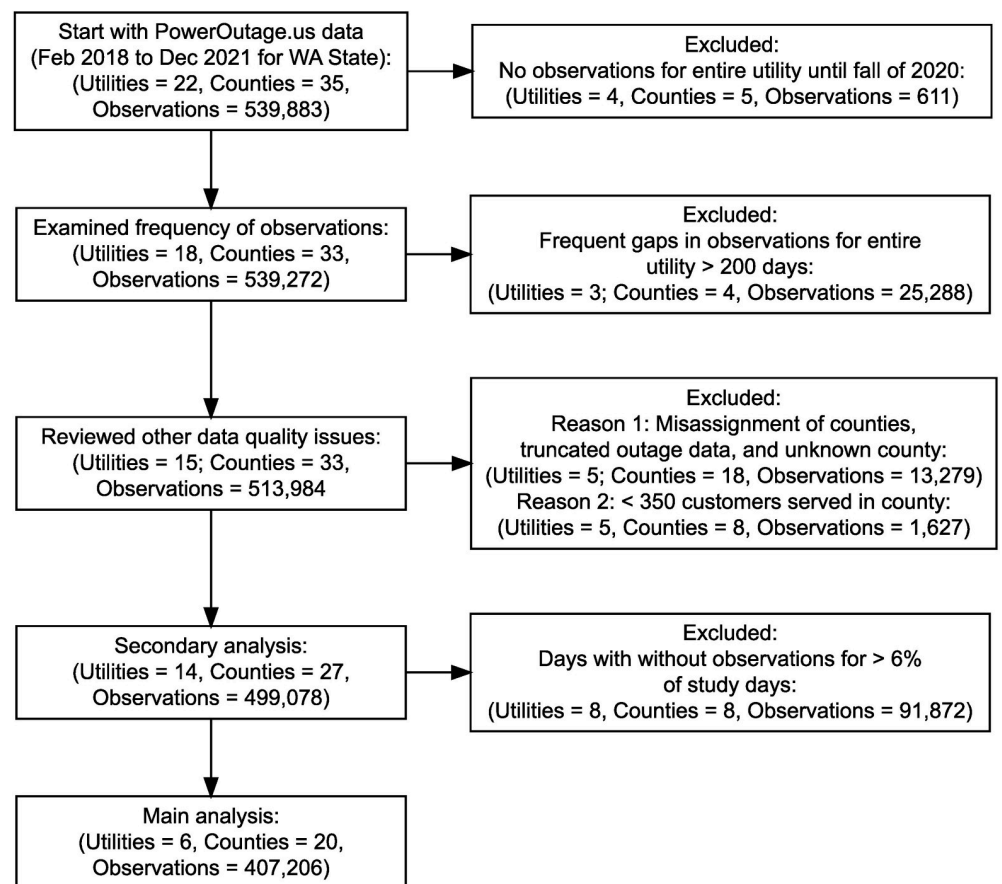 Start with PowerOutage.us data
(Feb 2018 to Dec 2021 for WA State):
(Utilities = 22, Counties = 35,
Observations = 539,883)
Excluded:
No observations for entire utility until fall of 2020:
(Utilities = 4, Counties = 5, Observations = 611)
Examined frequency of observations:
(Utilities = 18, Counties = 33,
Observations = 539,272)
Excluded:
Frequent gaps in observations for entire
utility > 200 days:
(Utilities = 3; Counties = 4, Observations = 25,288)
Reviewed other data quality issues:
(Utilities = 15; Counties = 33,
Observations = 513,984
Excluded:
Reason 1: Misassignment of counties,
truncated outage data, and unknown county:
(Utilities = 5; Counties = 18, Observations = 13,279)
Reason 2: < 350 customers served in county:
(Utilities = 5, Counties = 8, Observations = 1,627)
Secondary analysis:
(Utilities = 14, Counties = 27,
Observations = 499,078)
Excluded:
Days with without observations for > 6%
of study days:
(Utilities = 8, Counties = 8, Observations = 91,872)
Main analysis:
(Utilities = 6, Counties = 20,
Observations = 407,206)